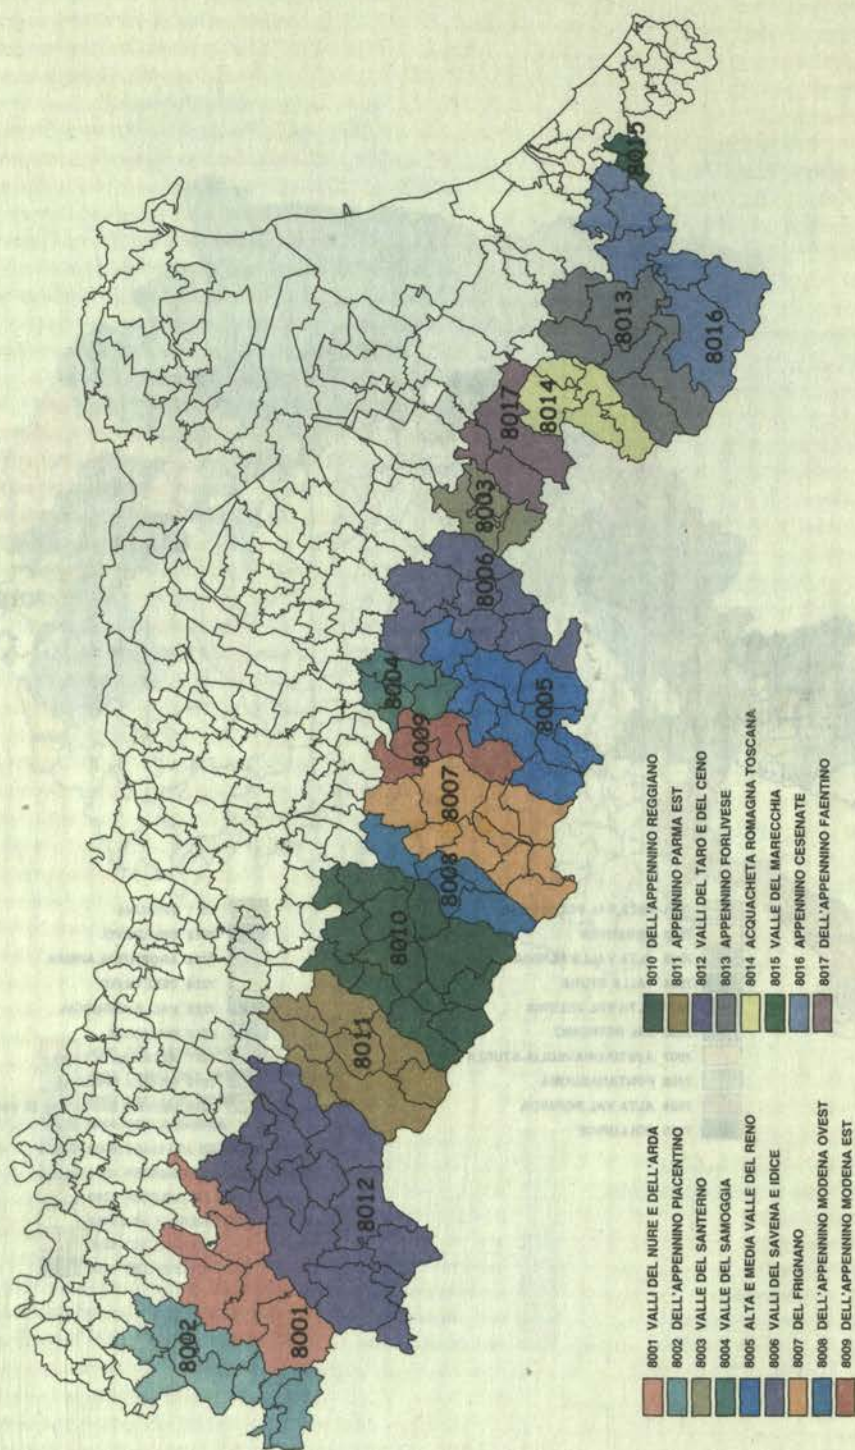 8001
8002
8012
8011
8010
8008
8007
8009
8004
8005
8006
8003
8017
8014
8013
8016
8015
8001 VALLI DEL NURE E DELL'ARDA
8002 DELL'APPENNINO PIACENTINO
8003 VALLE DEL SANTERNO
8004 VALLE DEL SAMOGGIA
8005 ALTA E MEDIA VALLE DEL RENO
8006 VALLI DEL SAVENA E IDICE
8007 DEL FRIGNANO
8008 DELL'APPENNINO MODENA OVEST
8009 DELL'APPENNINO MODENA EST
8010 DELL'APPENNINO REGGIANO
8011 APPENNINO PARMA EST
8012 VALLI DEL TARO E DEL CENO
8013 APPENNINO FORLIVESE
8014 ACQUACHETA ROMAGNA TOSCANA
8015 VALLE DEL MARECCHIA
8016 APPENNINO CESENATE
8017 DELL'APPENNINO FAENTINO